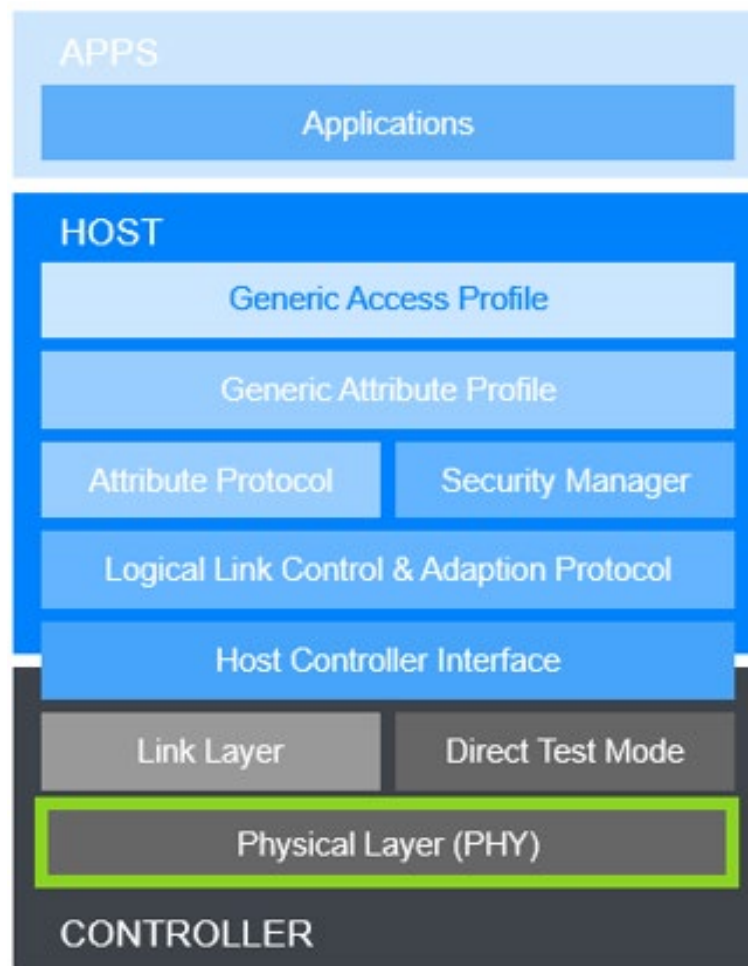 APPS
Applications
HOST
Generic Access Profile
Generic Attribute Profile
Attribute Protocol
Security Manager
Logical Link Control & Adaption Protocol
Host Controller Interface
Link Layer
Direct Test Mode
Physical Layer (PHY)
CONTROLLER